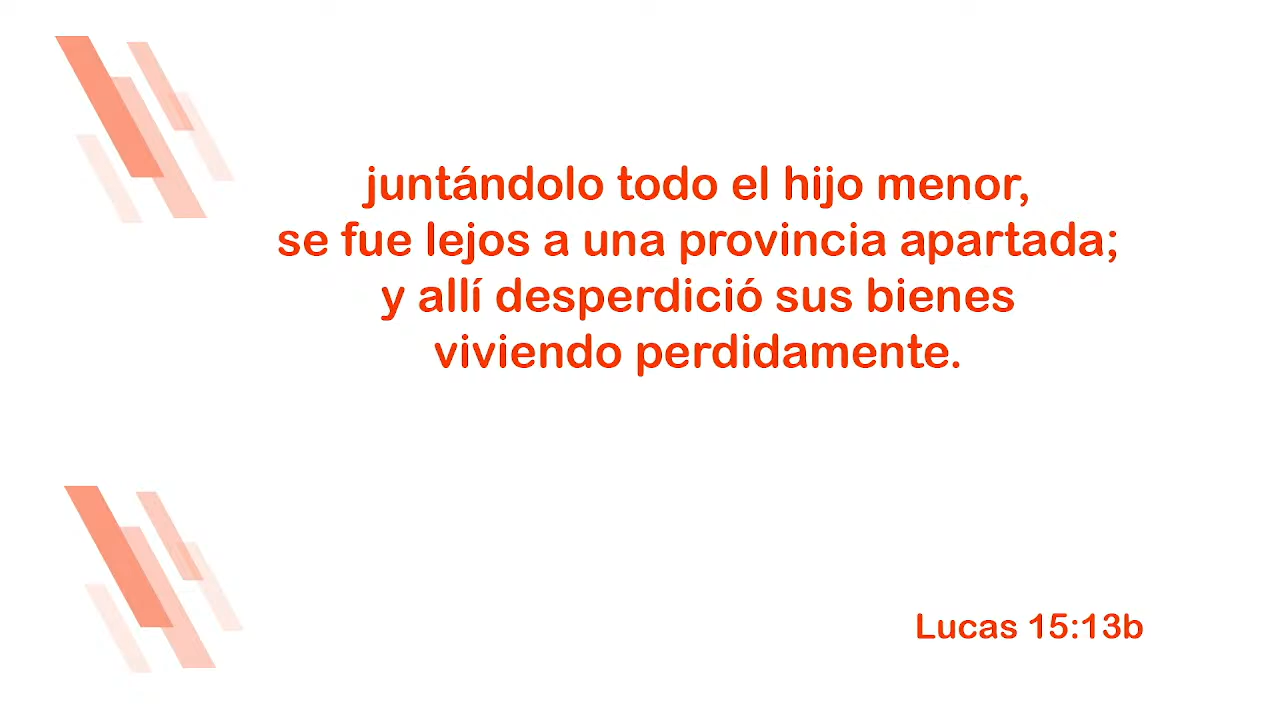 juntándolo todo el hijo menor,
se fue lejos a una provincia apartada;
y allí desperdició sus bienes
viviendo perdidamente.
Lucas 15:13b